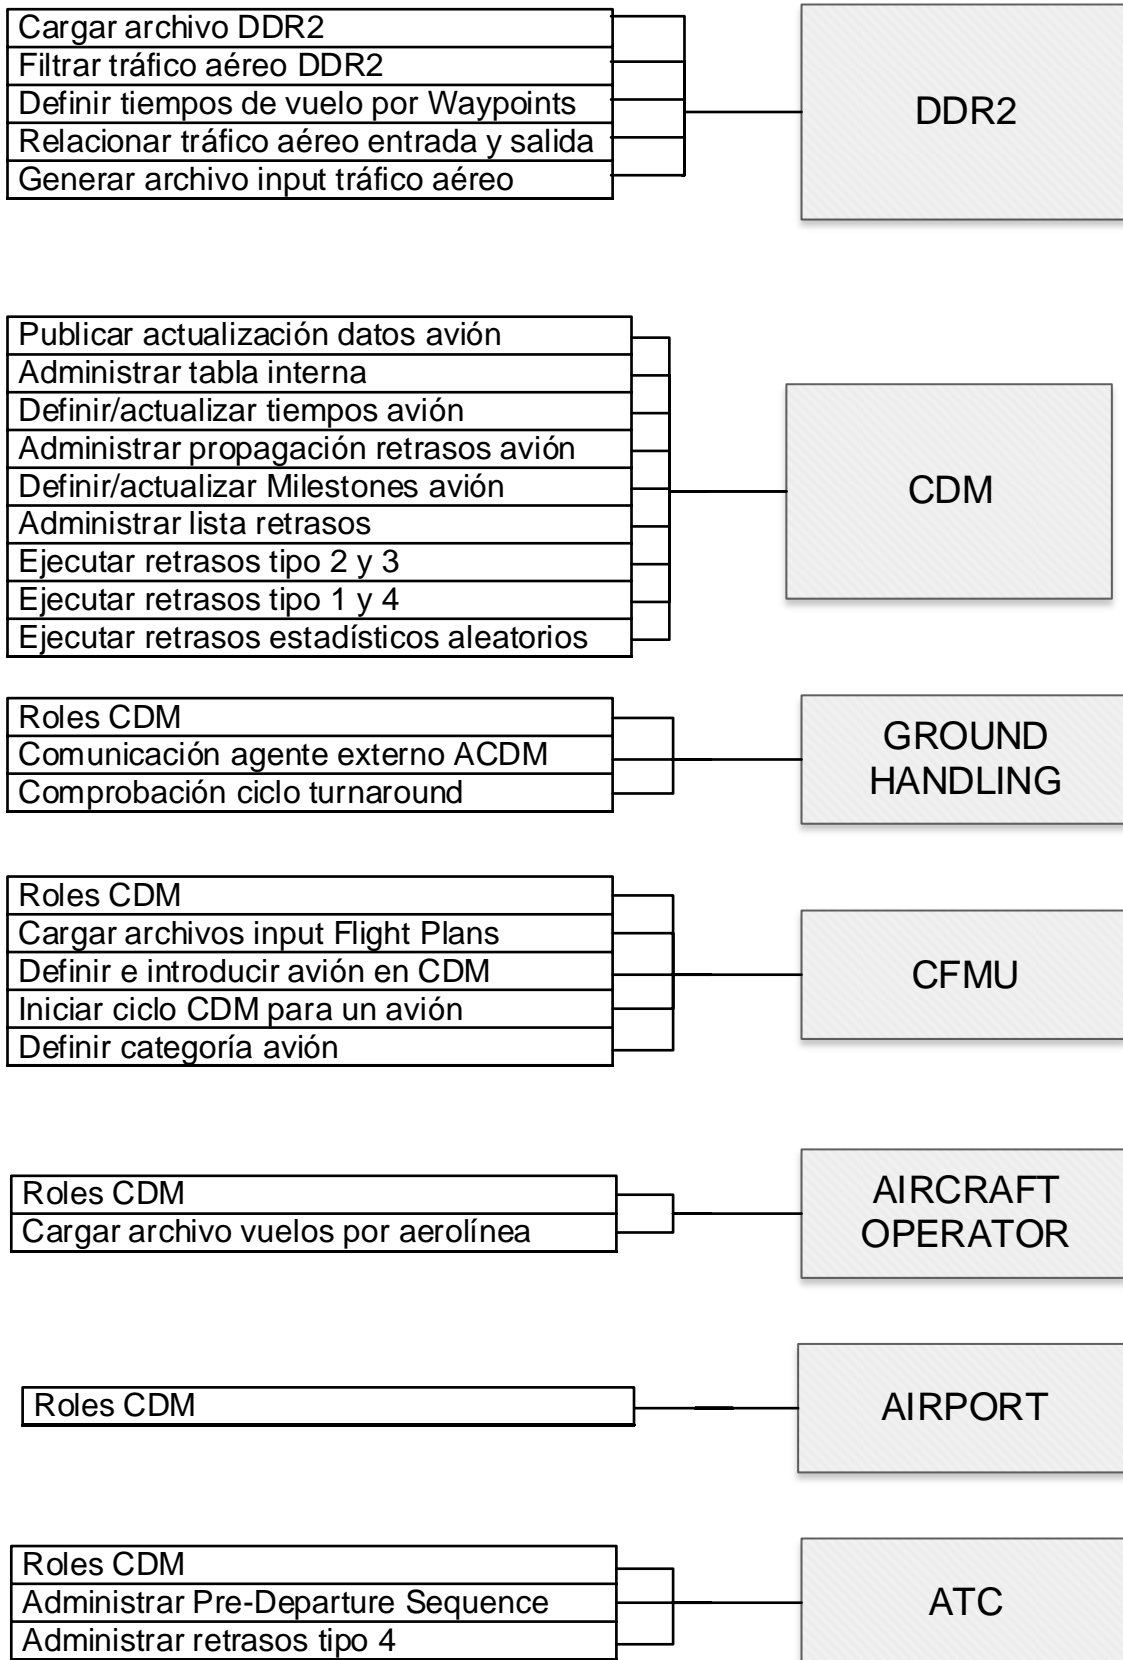 Cargar archivo DDR2
Filtrar tráfico aéreo DDR2
Definir tiempos de vuelo por Waypoints
Relacionar tráfico aéreo entrada y salida
Generar archivo input tráfico aéreo
DDR2
Publicar actualización datos avión
Administrar tabla interna
Definir/actualizar tiempos avión
Administrar propagación retrasos avión
Definir/actualizar Milestones avión
Administrar lista retrasos
Ejecutar retrasos tipo 2 y 3
Ejecutar retrasos tipo 1 y 4
Ejecutar retrasos estadísticos aleatorios
CDM
Roles CDM
Comunicación agente externo ACDM
Comprobación ciclo turnaround
GROUND
HANDLING
Roles CDM
Cargar archivos input Flight Plans
Definir e introducir avión en CDM
Iniciar ciclo CDM para un avión
Definir categoría avión
CFMU
Roles CDM
Cargar archivo vuelos por aerolínea
AIRCRAFT
OPERATOR
Roles CDM
AIRPORT
Roles CDM
Administrar Pre-Departure Sequence
Administrar retrasos tipo 4
ATC